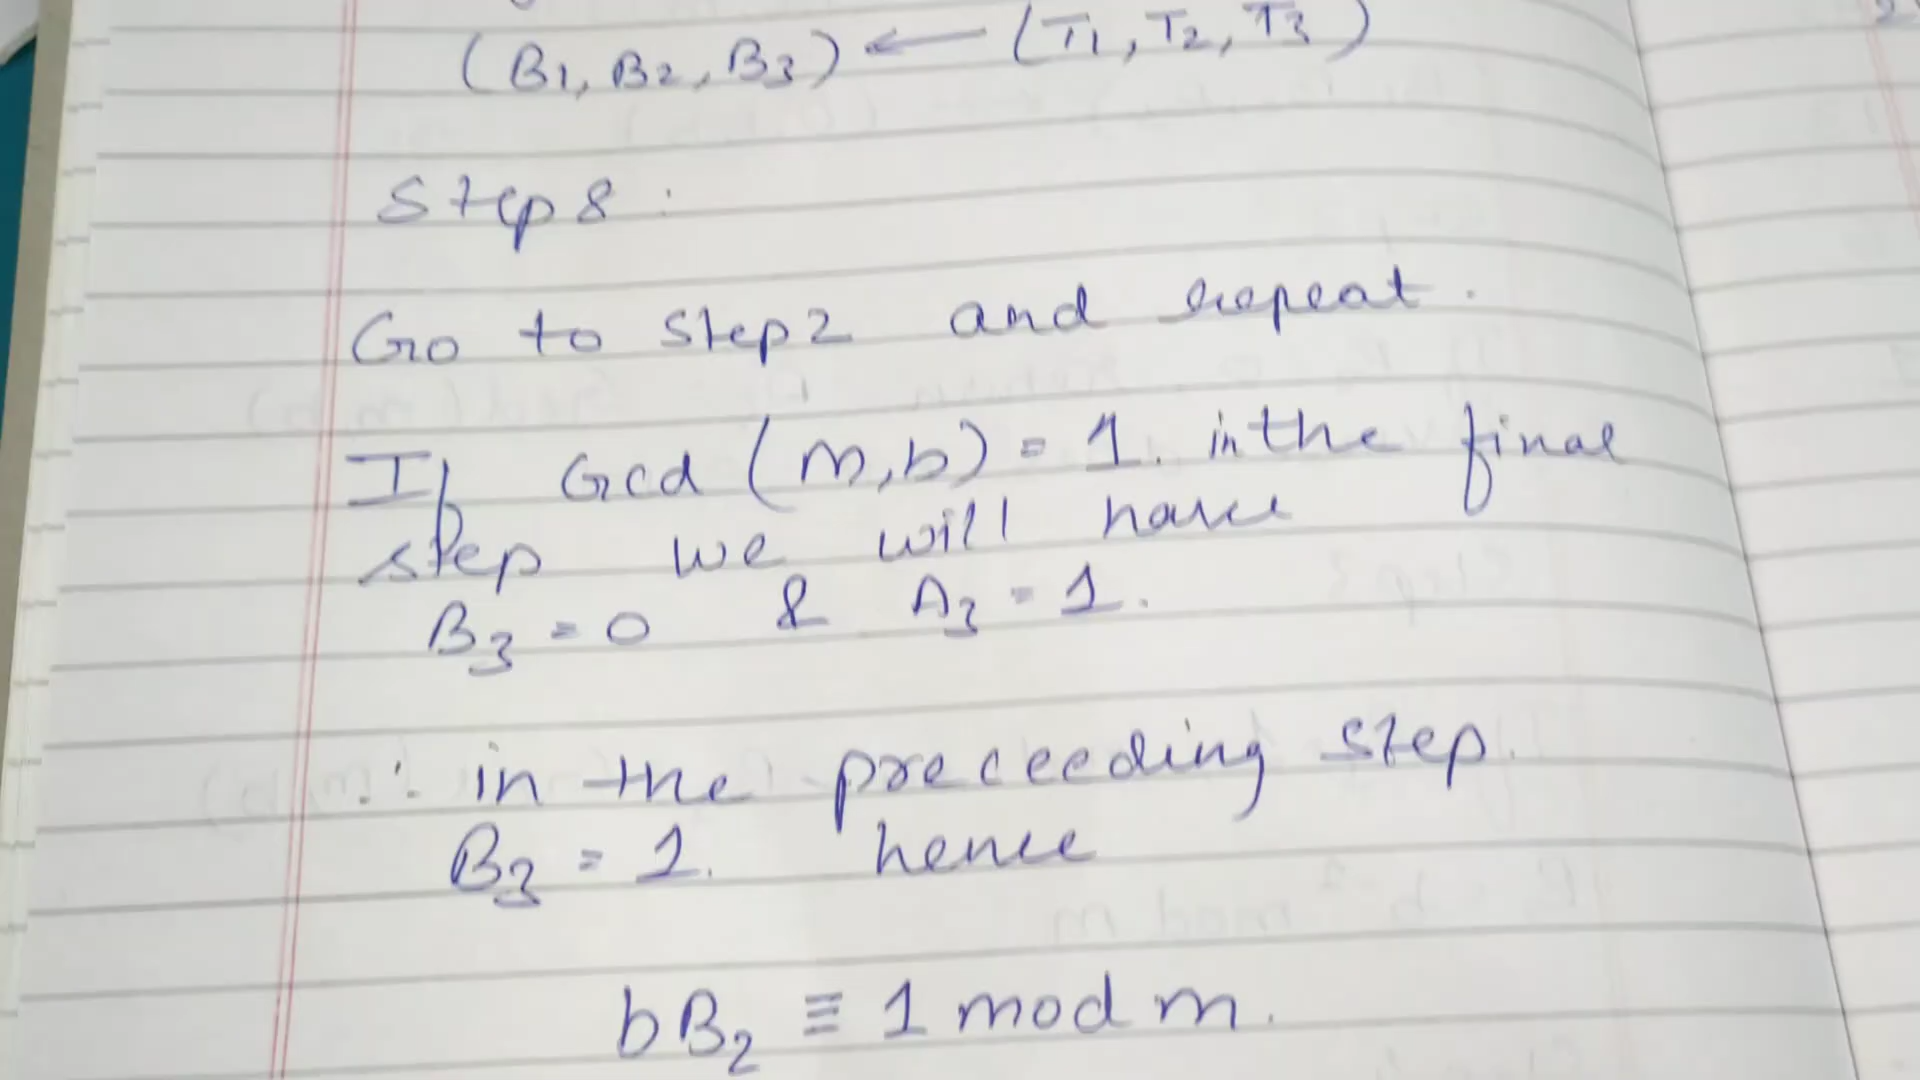 (B1, B2, B3) ← (T1, T2, T3)
Step 8 :
Go to step 2 and repeat.
If Gcd (m,b) = 1. in the final
step we will have
B3 = 0 & A3 = 1.
∴ in the preceeding step.
B3 = 1. hence
bB2 ≡ 1 mod m.